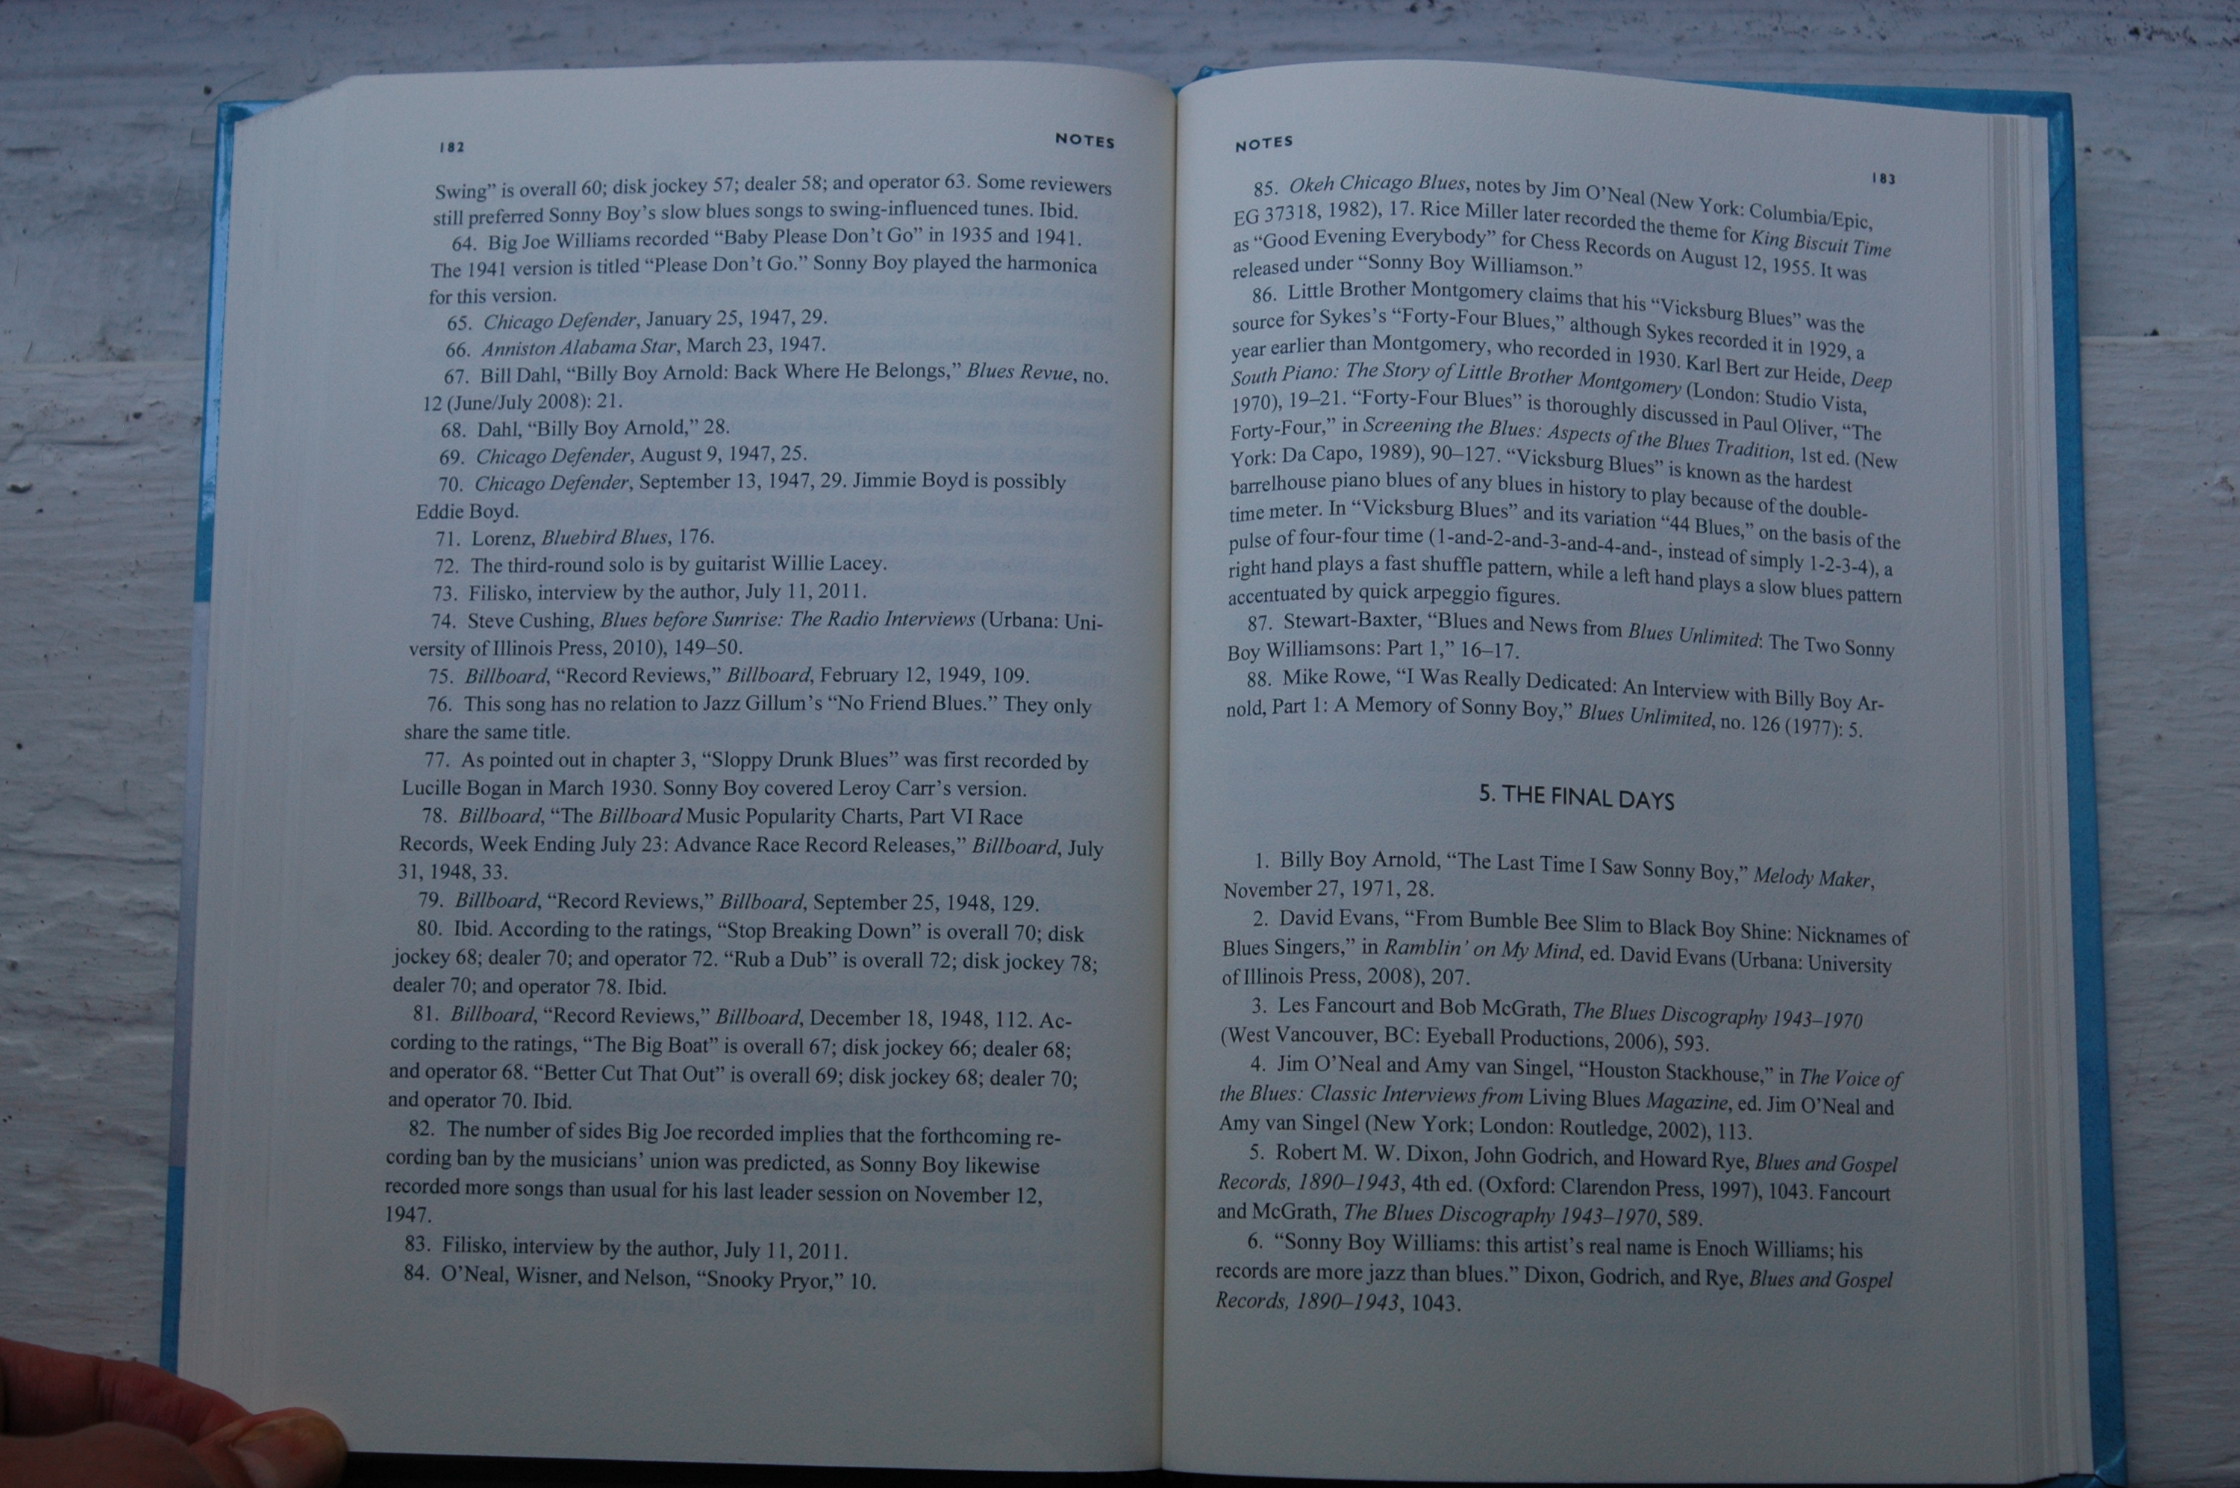 182
NOTES
Swing” is overall 60; disk jockey 57; dealer 58; and operator 63. Some reviewers
still preferred Sonny Boy’s slow blues songs to swing-influenced tunes. Ibid.
64. Big Joe Williams recorded “Baby Please Don’t Go” in 1935 and 1941.
The 1941 version is titled “Please Don’t Go.” Sonny Boy played the harmonica
for this version.
65. Chicago Defender, January 25, 1947, 29.
66. Anniston Alabama Star, March 23, 1947.
67. Bill Dahl, “Billy Boy Arnold: Back Where He Belongs,” Blues Revue, no.
12 (June/July 2008): 21.
68. Dahl, “Billy Boy Arnold,” 28.
69. Chicago Defender, August 9, 1947, 25.
70. Chicago Defender, September 13, 1947, 29. Jimmie Boyd is possibly
Eddie Boyd.
71. Lorenz, Bluebird Blues, 176.
72. The third-round solo is by guitarist Willie Lacey.
73. Filisko, interview by the author, July 11, 2011.
74. Steve Cushing, Blues before Sunrise: The Radio Interviews (Urbana: Uni-
versity of Illinois Press, 2010), 149–50.
75. Billboard, “Record Reviews,” Billboard, February 12, 1949, 109.
76. This song has no relation to Jazz Gillum’s “No Friend Blues.” They only
share the same title.
77. As pointed out in chapter 3, “Sloppy Drunk Blues” was first recorded by
Lucille Bogan in March 1930. Sonny Boy covered Leroy Carr’s version.
78. Billboard, “The Billboard Music Popularity Charts, Part VI Race
Records, Week Ending July 23: Advance Race Record Releases,” Billboard, July
31, 1948, 33.
79. Billboard, “Record Reviews,” Billboard, September 25, 1948, 129.
80. Ibid. According to the ratings, “Stop Breaking Down” is overall 70; disk
jockey 68; dealer 70; and operator 72. “Rub a Dub” is overall 72; disk jockey 78;
dealer 70; and operator 78. Ibid.
81. Billboard, “Record Reviews,” Billboard, December 18, 1948, 112. Ac-
cording to the ratings, “The Big Boat” is overall 67; disk jockey 66; dealer 68;
and operator 68. “Better Cut That Out” is overall 69; disk jockey 68; dealer 70;
and operator 70. Ibid.
82. The number of sides Big Joe recorded implies that the forthcoming re-
cording ban by the musicians’ union was predicted, as Sonny Boy likewise
recorded more songs than usual for his last leader session on November 12,
1947.
83. Filisko, interview by the author, July 11, 2011.
84. O’Neal, Wisner, and Nelson, “Snooky Pryor,” 10.
NOTES
183
85. Okeh Chicago Blues, notes by Jim O’Neal (New York: Columbia/Epic,
EG 37318, 1982), 17. Rice Miller later recorded the theme for King Biscuit Time
as “Good Evening Everybody” for Chess Records on August 12, 1955. It was
released under “Sonny Boy Williamson.”
86. Little Brother Montgomery claims that his “Vicksburg Blues” was the
source for Sykes’s “Forty-Four Blues,” although Sykes recorded it in 1929, a
year earlier than Montgomery, who recorded in 1930. Karl Bert zur Heide, Deep
South Piano: The Story of Little Brother Montgomery (London: Studio Vista,
1970), 19–21. “Forty-Four Blues” is thoroughly discussed in Paul Oliver, “The
Forty-Four,” in Screening the Blues: Aspects of the Blues Tradition, 1st ed. (New
York: Da Capo, 1989), 90–127. “Vicksburg Blues” is known as the hardest
barrelhouse piano blues of any blues in history to play because of the double-
time meter. In “Vicksburg Blues” and its variation “44 Blues,” on the basis of the
pulse of four-four time (1-and-2-and-3-and-4-and-, instead of simply 1-2-3-4), a
right hand plays a fast shuffle pattern, while a left hand plays a slow blues pattern
accentuated by quick arpeggio figures.
87. Stewart-Baxter, “Blues and News from Blues Unlimited: The Two Sonny
Boy Williamsons: Part 1,” 16–17.
88. Mike Rowe, “I Was Really Dedicated: An Interview with Billy Boy Ar-
nold, Part 1: A Memory of Sonny Boy,” Blues Unlimited, no. 126 (1977): 5.
5. THE FINAL DAYS
1. Billy Boy Arnold, “The Last Time I Saw Sonny Boy,” Melody Maker,
November 27, 1971, 28.
2. David Evans, “From Bumble Bee Slim to Black Boy Shine: Nicknames of
Blues Singers,” in Ramblin’ on My Mind, ed. David Evans (Urbana: University
of Illinois Press, 2008), 207.
3. Les Fancourt and Bob McGrath, The Blues Discography 1943–1970
(West Vancouver, BC: Eyeball Productions, 2006), 593.
4. Jim O’Neal and Amy van Singel, “Houston Stackhouse,” in The Voice of
the Blues: Classic Interviews from Living Blues Magazine, ed. Jim O’Neal and
Amy van Singel (New York; London: Routledge, 2002), 113.
5. Robert M. W. Dixon, John Godrich, and Howard Rye, Blues and Gospel
Records, 1890–1943, 4th ed. (Oxford: Clarendon Press, 1997), 1043. Fancourt
and McGrath, The Blues Discography 1943–1970, 589.
6. “Sonny Boy Williams: this artist’s real name is Enoch Williams; his
records are more jazz than blues.” Dixon, Godrich, and Rye, Blues and Gospel
Records, 1890–1943, 1043.